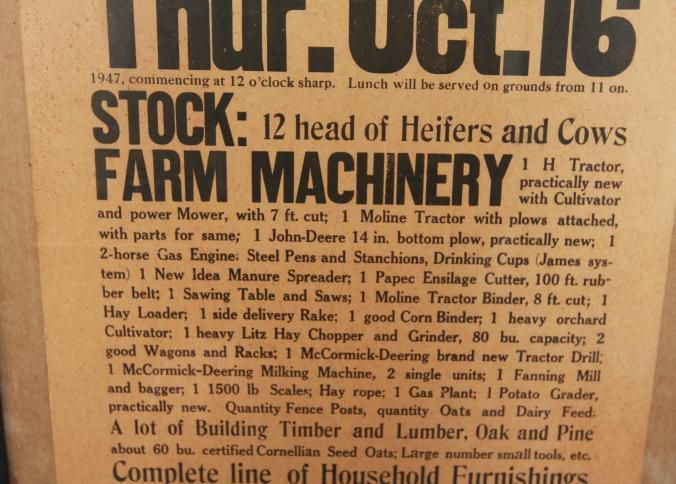 Thur. Oct. 16
1947, commencing at 12 o'clock sharp. Lunch will be served on grounds from 11 on.
STOCK: 12 head of Heifers and Cows
FARM MACHINERY 1 H Tractor,
practically new
with Cultivator
and power Mower, with 7 ft. cut; 1 Moline Tractor with plows attached,
with parts for same; 1 John-Deere 14 in. bottom plow, practically new; 1
2-horse Gas Engine; Steel Pens and Stanchions, Drinking Cups (James sys-
tem) 1 New Idea Manure Spreader; 1 Papec Ensilage Cutter, 100 ft. rub-
ber belt; 1 Sawing Table and Saws; 1 Moline Tractor Binder, 8 ft. cut; 1
Hay Loader; 1 side delivery Rake; 1 good Corn Binder; 1 heavy orchard
Cultivator; 1 heavy Litz Hay Chopper and Grinder, 80 bu. capacity; 2
good Wagons and Racks; 1 McCormick-Deering brand new Tractor Drill;
1 McCormick-Deering Milking Machine, 2 single units; 1 Fanning Mill
and bagger; 1 1500 lb Scales; Hay rope; 1 Gas Plant; 1 Potato Grader,
practically new. Quantity Fence Posts, quantity Oats and Dairy Feed.
A lot of Building Timber and Lumber, Oak and Pine
about 60 bu. certified Cornellian Seed Oats; Large number small tools, etc.
Complete line of Household Furnishings